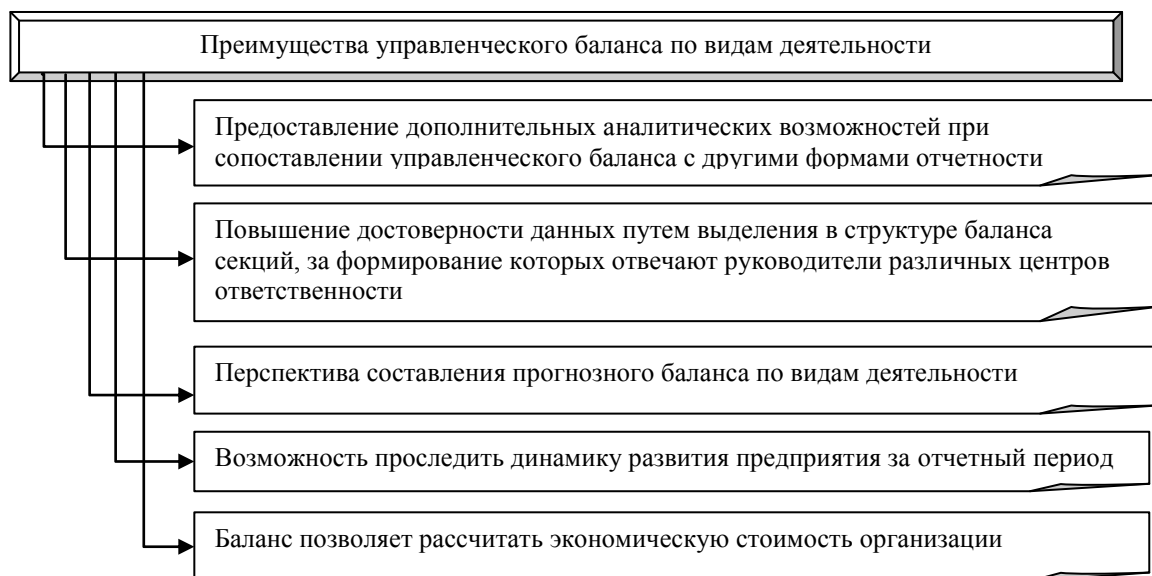 Преимущества управленческого баланса по видам деятельности
Предоставление дополнительных аналитических возможностей при
сопоставлении управленческого баланса с другими формами отчетности
Повышение достоверности данных путем выделения в структуре баланса
секций, за формирование которых отвечают руководители различных центров
ответственности
Перспектива составления прогнозного баланса по видам деятельности
Возможность проследить динамику развития предприятия за отчетный период
Баланс позволяет рассчитать экономическую стоимость организации